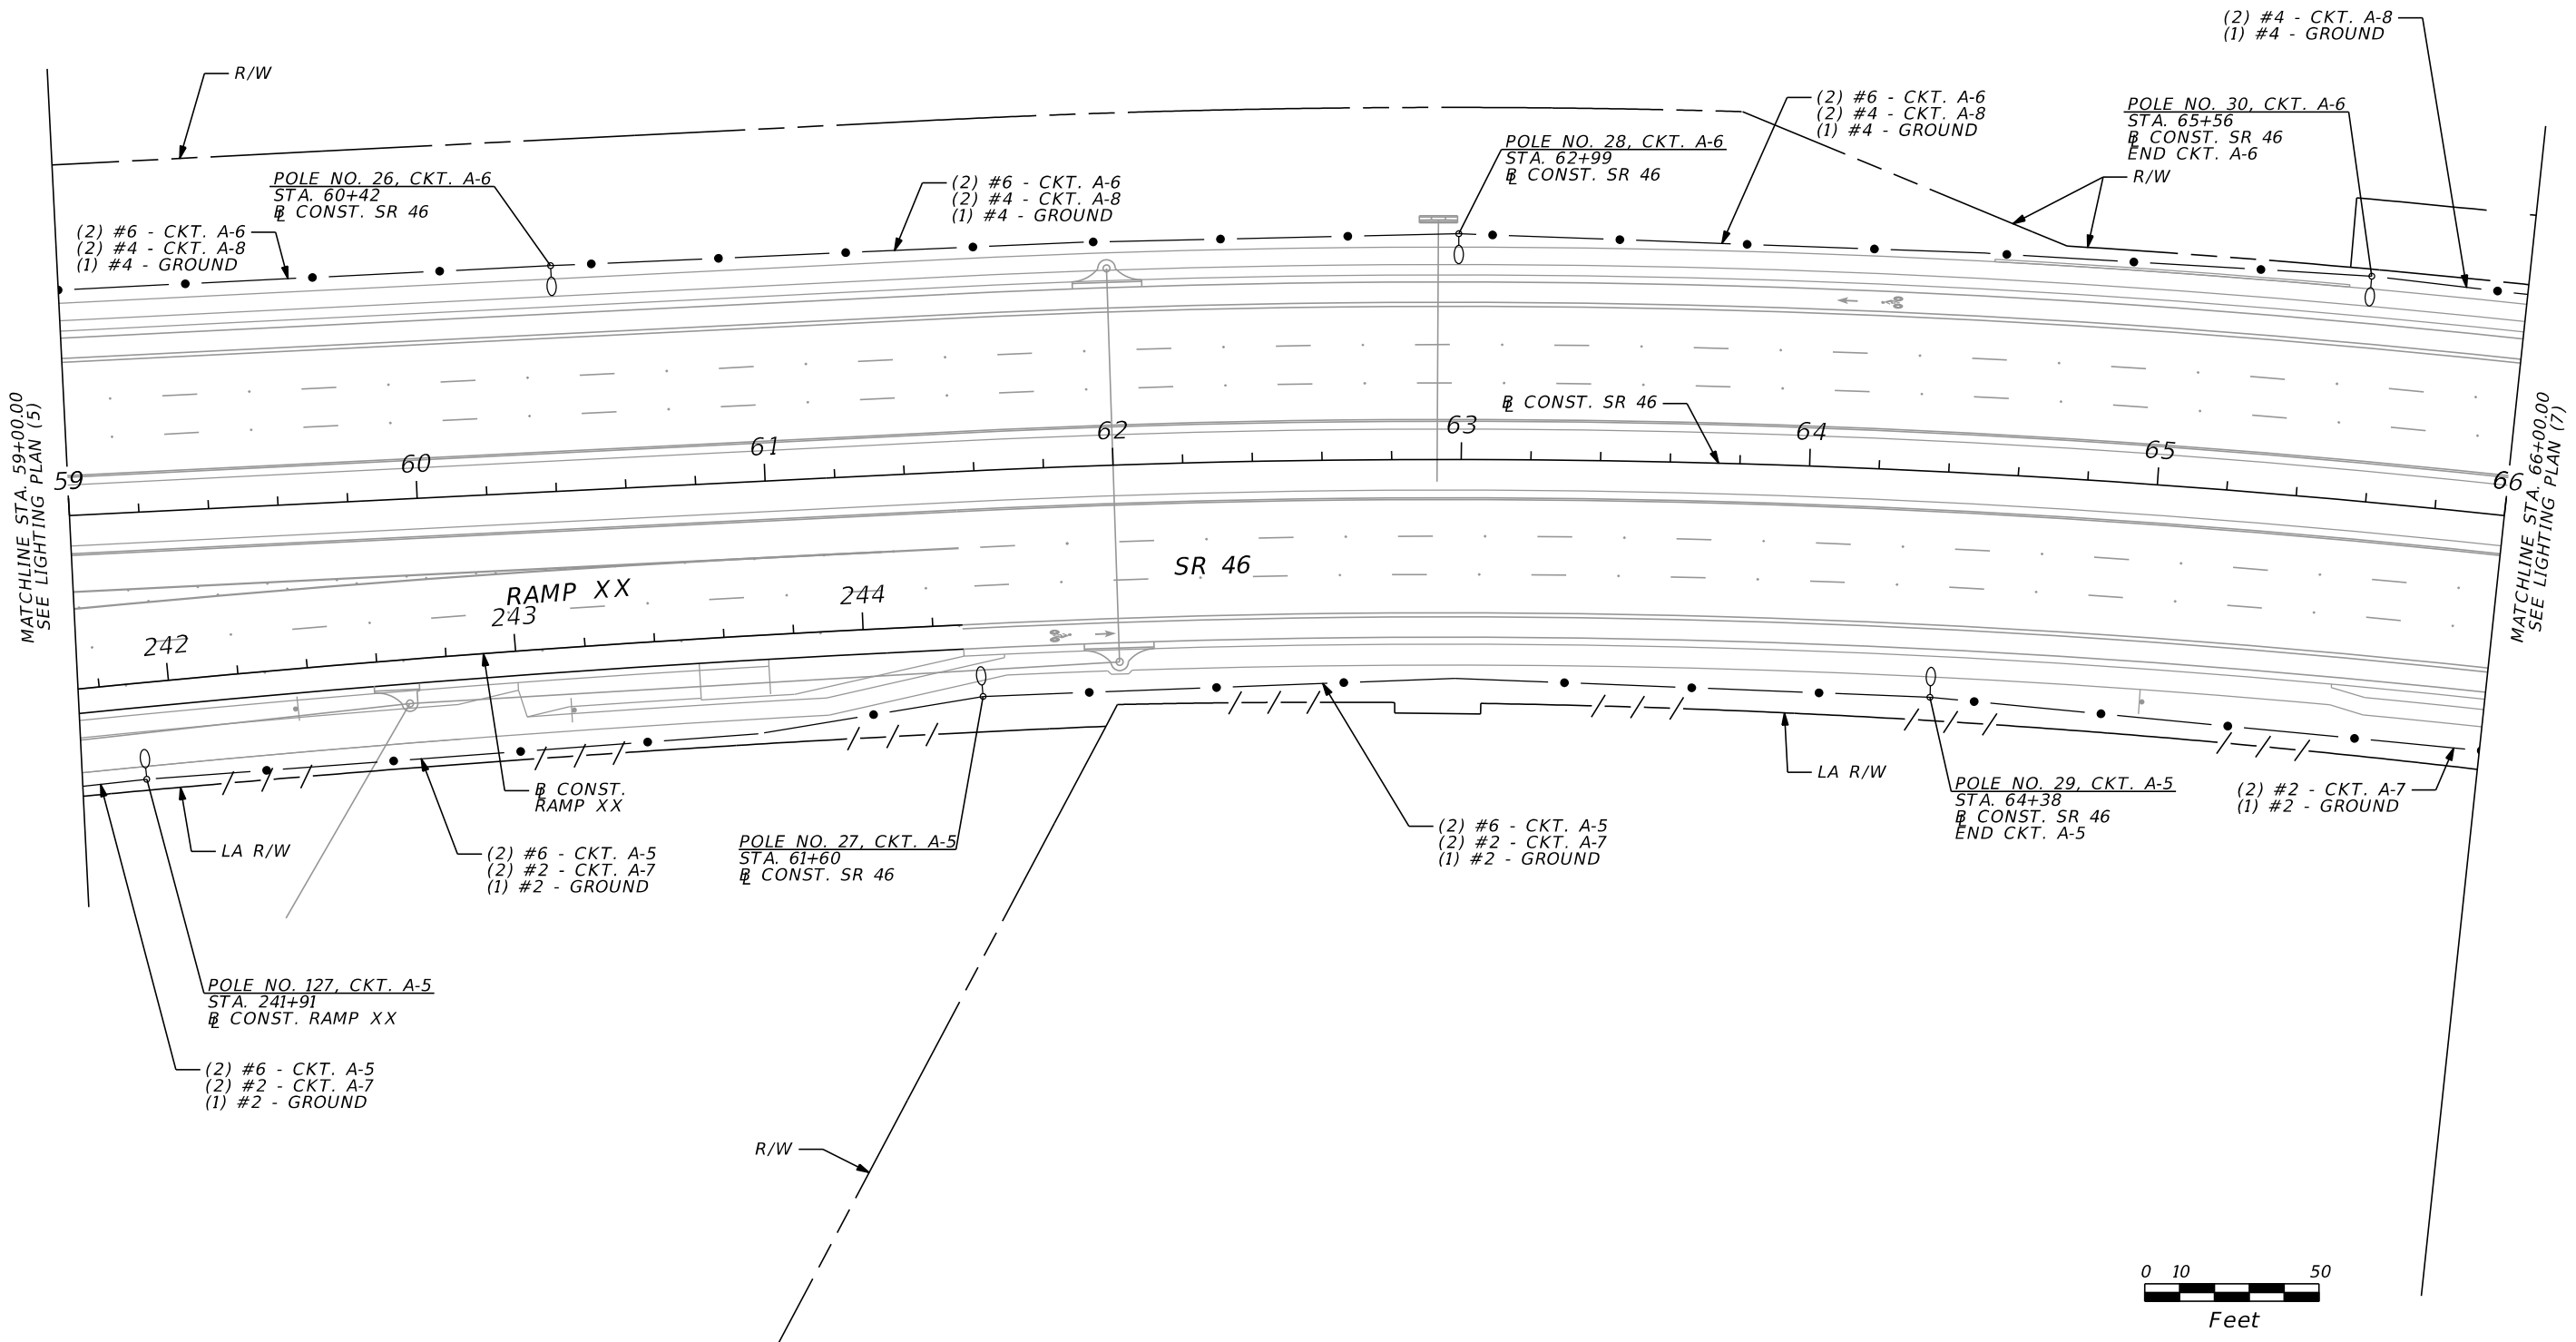 (2) #4 - CKT. A-8
(1) #4 - GROUND
R/W
(2) #6 - CKT. A-6
(2) #4 - CKT. A-8
(1) #4 - GROUND
POLE NO. 30, CKT. A-6
STA. 65+56
BL CONST. SR 46
END CKT. A-6
R/W
POLE NO. 28, CKT. A-6
STA. 62+99
BL CONST. SR 46
POLE NO. 26, CKT. A-6
STA. 60+42
BL CONST. SR 46
(2) #6 - CKT. A-6
(2) #4 - CKT. A-8
(1) #4 - GROUND
(2) #6 - CKT. A-6
(2) #4 - CKT. A-8
(1) #4 - GROUND
MATCHLINE STA. 59+00.00
SEE LIGHTING PLAN (5)
BL CONST. SR 46
59
60
61
62
63
64
65
66
MATCHLINE STA. 66+00.00
SEE LIGHTING PLAN (7)
SR 46
RAMP XX
242
243
244
BL CONST.
RAMP XX
LA R/W
POLE NO. 29, CKT. A-5
STA. 64+38
BL CONST. SR 46
END CKT. A-5
(2) #2 - CKT. A-7
(1) #2 - GROUND
LA R/W
(2) #6 - CKT. A-5
(2) #2 - CKT. A-7
(1) #2 - GROUND
POLE NO. 27, CKT. A-5
STA. 61+60
BL CONST. SR 46
(2) #6 - CKT. A-5
(2) #2 - CKT. A-7
(1) #2 - GROUND
POLE NO. 127, CKT. A-5
STA. 241+91
BL CONST. RAMP XX
(2) #6 - CKT. A-5
(2) #2 - CKT. A-7
(1) #2 - GROUND
R/W
0 10 50
Feet